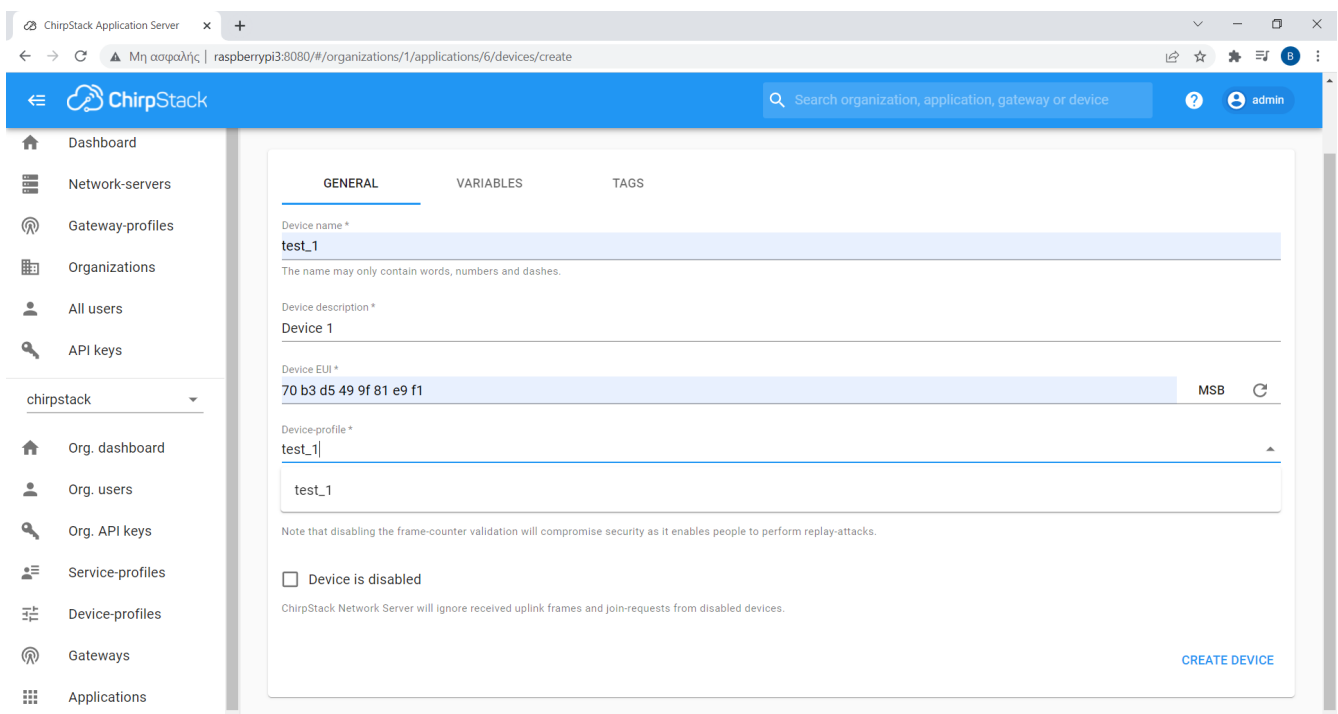 ChirpStack Application Server
Μη ασφαλής | raspberrypi3:8080/#/organizations/1/applications/6/devices/create
B
ChirpStack
Search organization, application, gateway or device
?
admin
Dashboard
Network-servers
Gateway-profiles
Organizations
All users
API keys
chirpstack
Org. dashboard
Org. users
Org. API keys
Service-profiles
Device-profiles
Gateways
Applications
GENERAL VARIABLES TAGS
Device name *
test_1
The name may only contain words, numbers and dashes.
Device description *
Device 1
Device EUI *
70 b3 d5 49 9f 81 e9 f1 MSB
Device-profile *
test_1
test_1
Note that disabling the frame-counter validation will compromise security as it enables people to perform replay-attacks.
Device is disabled
ChirpStack Network Server will ignore received uplink frames and join-requests from disabled devices.
CREATE DEVICE